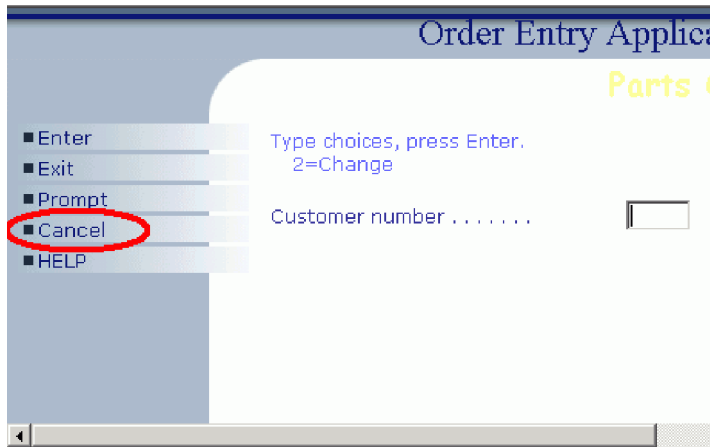 Order Entry Applica
Parts
Enter
Exit
Prompt
Cancel
HELP
Type choices, press Enter.
2=Change
Customer number . . . . . . .